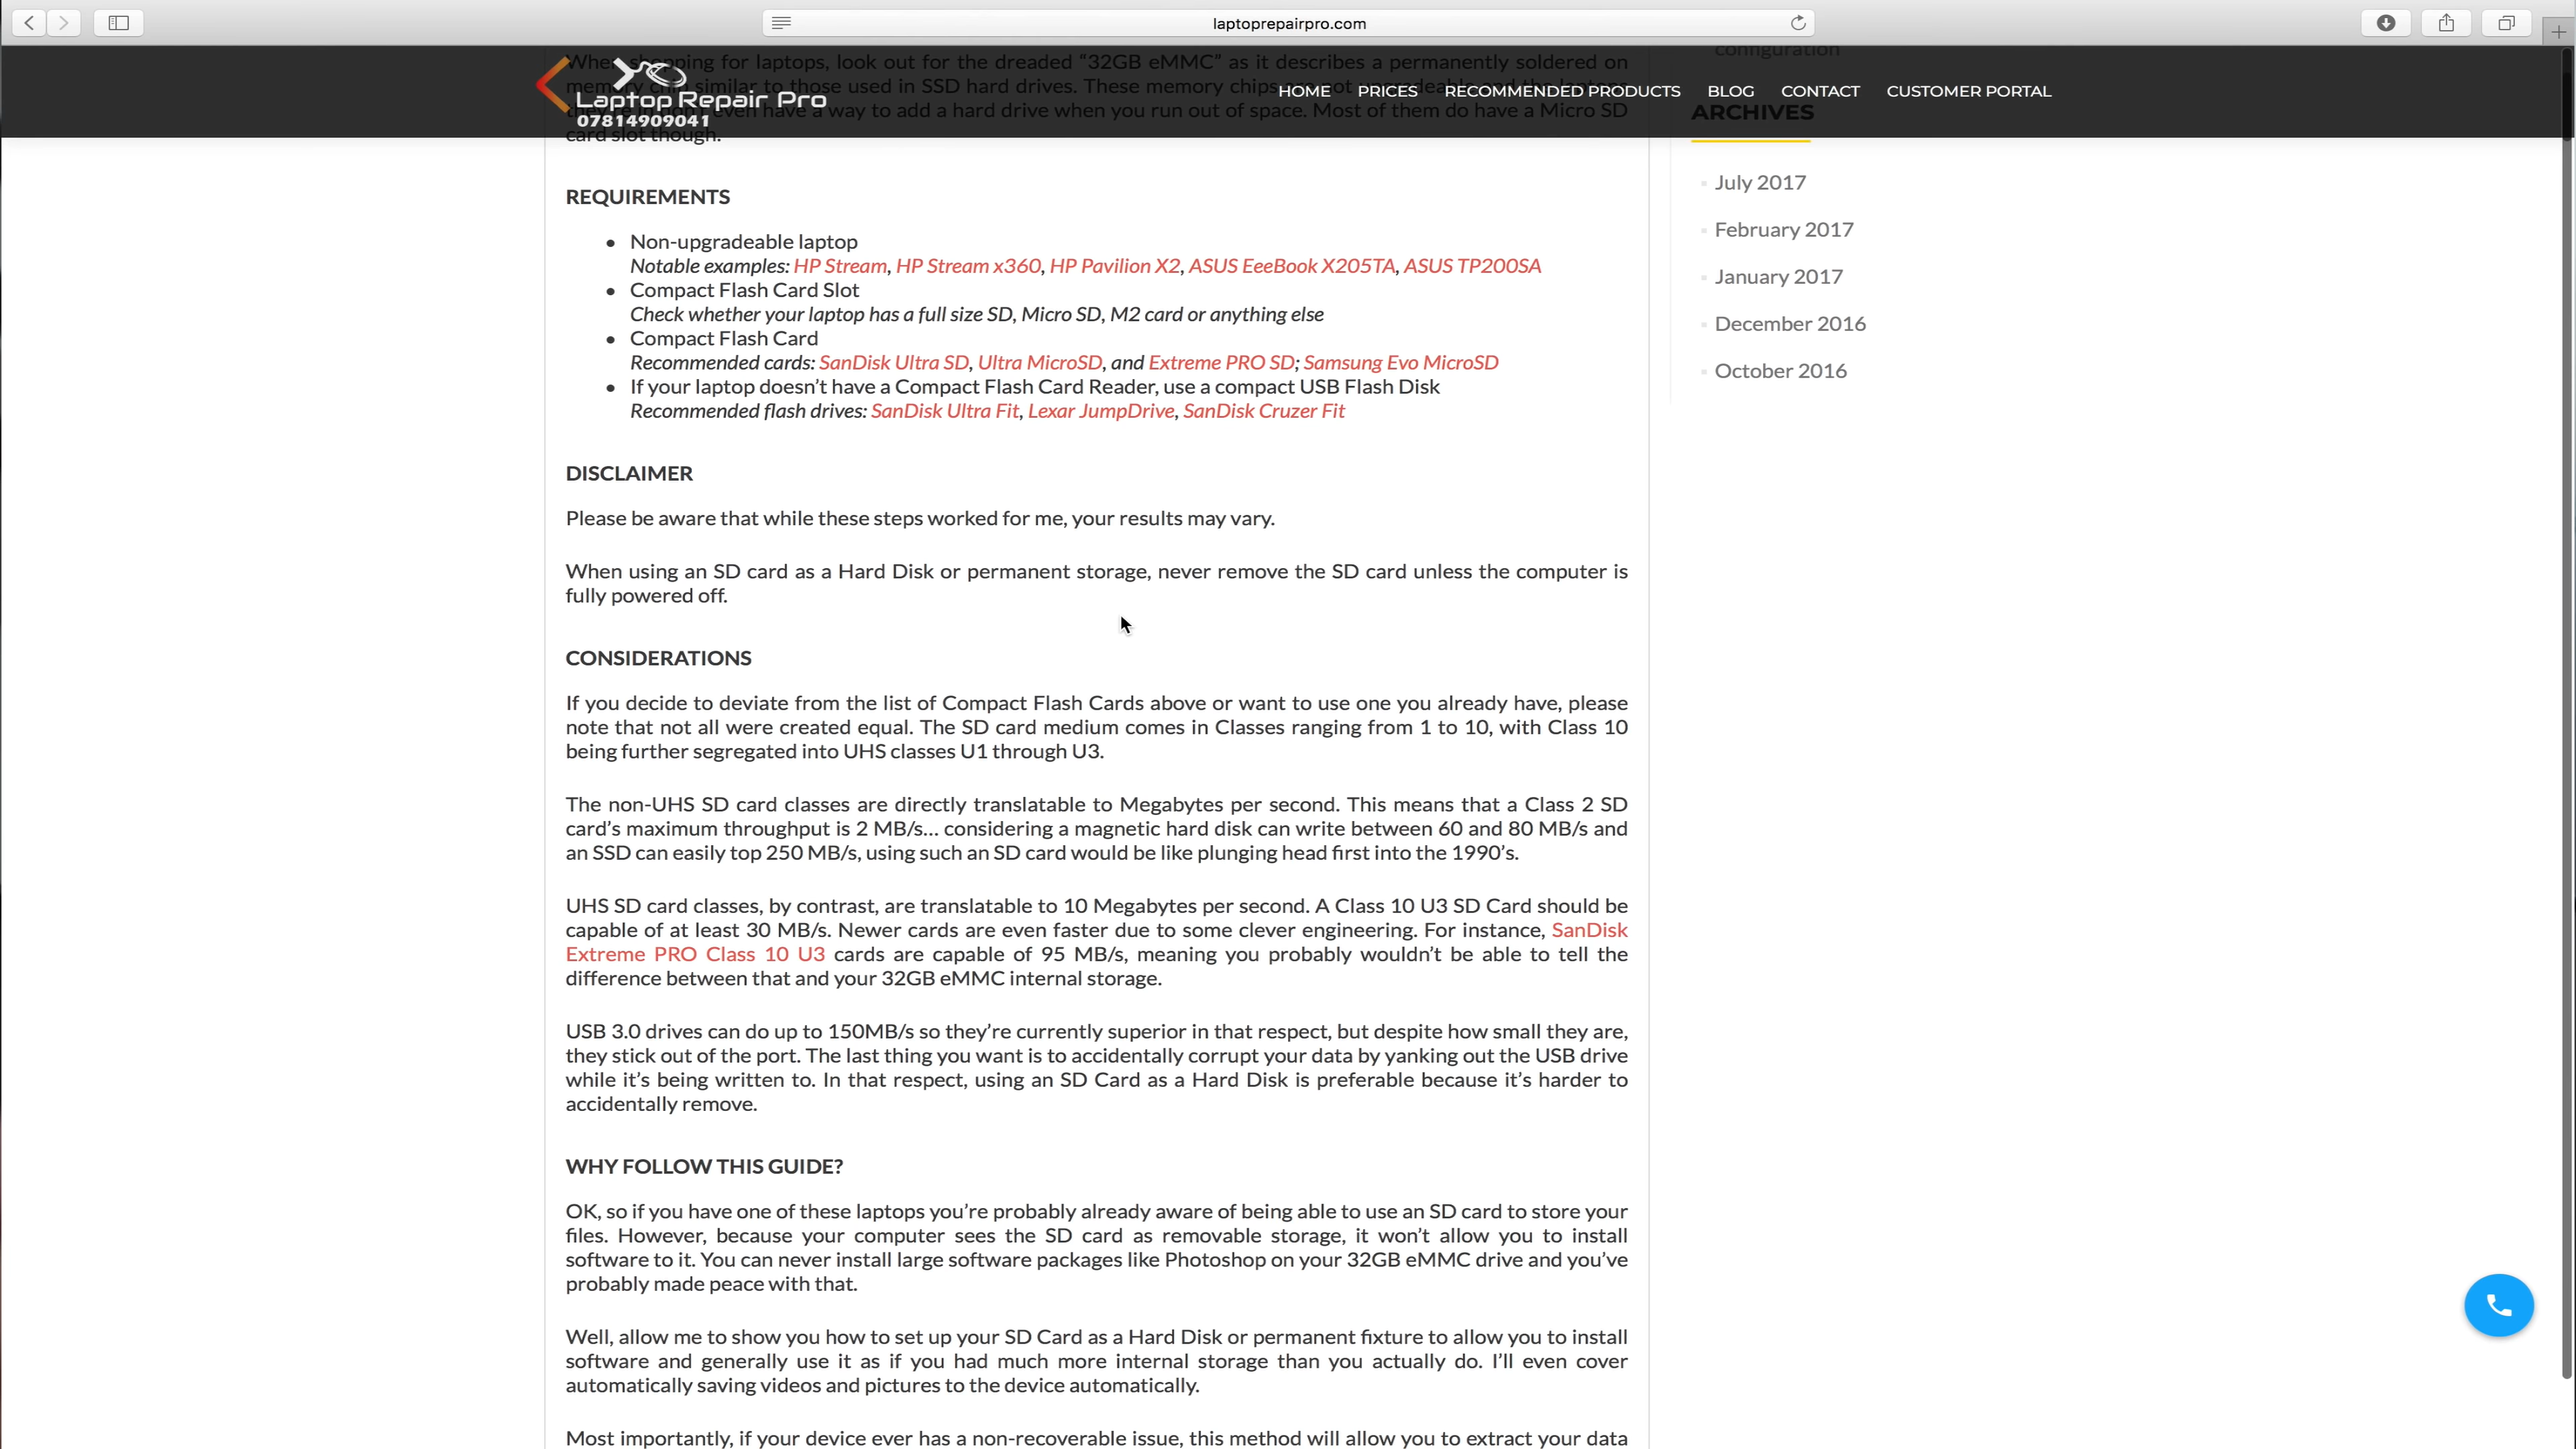 laptoprepairpro.com
When shopping for laptops, look out for the dreaded “32GB eMMC” as it describes a permanently soldered on
memory chip similar to those used in SSD hard drives. These memory chips are not upgradeable and the laptops
even have a way to add a hard drive when you run out of space. Most of them do have a Micro SD
card slot though.
Laptop Repair Pro
07814909041
HOME PRICES RECOMMENDED PRODUCTS BLOG CONTACT CUSTOMER PORTAL
configuration
ARCHIVES
July 2017
February 2017
January 2017
December 2016
October 2016
REQUIREMENTS
• Non-upgradeable laptop
Notable examples: HP Stream, HP Stream x360, HP Pavilion X2, ASUS EeeBook X205TA, ASUS TP200SA
• Compact Flash Card Slot
Check whether your laptop has a full size SD, Micro SD, M2 card or anything else
• Compact Flash Card
Recommended cards: SanDisk Ultra SD, Ultra MicroSD, and Extreme PRO SD; Samsung Evo MicroSD
• If your laptop doesn’t have a Compact Flash Card Reader, use a compact USB Flash Disk
Recommended flash drives: SanDisk Ultra Fit, Lexar JumpDrive, SanDisk Cruzer Fit
DISCLAIMER
Please be aware that while these steps worked for me, your results may vary.
When using an SD card as a Hard Disk or permanent storage, never remove the SD card unless the computer is
fully powered off.
CONSIDERATIONS
If you decide to deviate from the list of Compact Flash Cards above or want to use one you already have, please
note that not all were created equal. The SD card medium comes in Classes ranging from 1 to 10, with Class 10
being further segregated into UHS classes U1 through U3.
The non-UHS SD card classes are directly translatable to Megabytes per second. This means that a Class 2 SD
card’s maximum throughput is 2 MB/s... considering a magnetic hard disk can write between 60 and 80 MB/s and
an SSD can easily top 250 MB/s, using such an SD card would be like plunging head first into the 1990’s.
UHS SD card classes, by contrast, are translatable to 10 Megabytes per second. A Class 10 U3 SD Card should be
capable of at least 30 MB/s. Newer cards are even faster due to some clever engineering. For instance, SanDisk
Extreme PRO Class 10 U3 cards are capable of 95 MB/s, meaning you probably wouldn’t be able to tell the
difference between that and your 32GB eMMC internal storage.
USB 3.0 drives can do up to 150MB/s so they’re currently superior in that respect, but despite how small they are,
they stick out of the port. The last thing you want is to accidentally corrupt your data by yanking out the USB drive
while it’s being written to. In that respect, using an SD Card as a Hard Disk is preferable because it’s harder to
accidentally remove.
WHY FOLLOW THIS GUIDE?
OK, so if you have one of these laptops you’re probably already aware of being able to use an SD card to store your
files. However, because your computer sees the SD card as removable storage, it won’t allow you to install
software to it. You can never install large software packages like Photoshop on your 32GB eMMC drive and you’ve
probably made peace with that.
Well, allow me to show you how to set up your SD Card as a Hard Disk or permanent fixture to allow you to install
software and generally use it as if you had much more internal storage than you actually do. I’ll even cover
automatically saving videos and pictures to the device automatically.
Most importantly, if your device ever has a non-recoverable issue, this method will allow you to extract your data